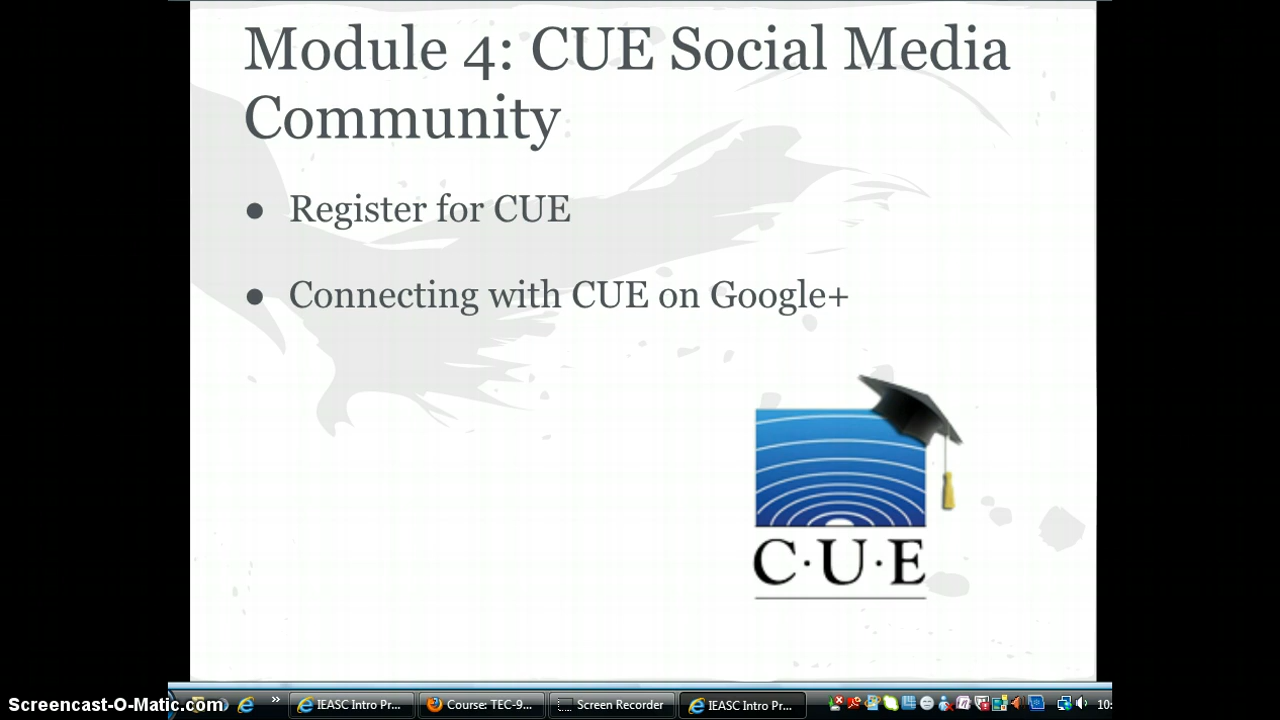 Module 4: CUE Social Media
Community
● Register for CUE
● Connecting with CUE on Google+
C·U·E
Screencast-O-Matic.com
»
IEASC Intro Pr...
Course: TEC-9...
Screen Recorder
IEASC Intro Pr...
10: